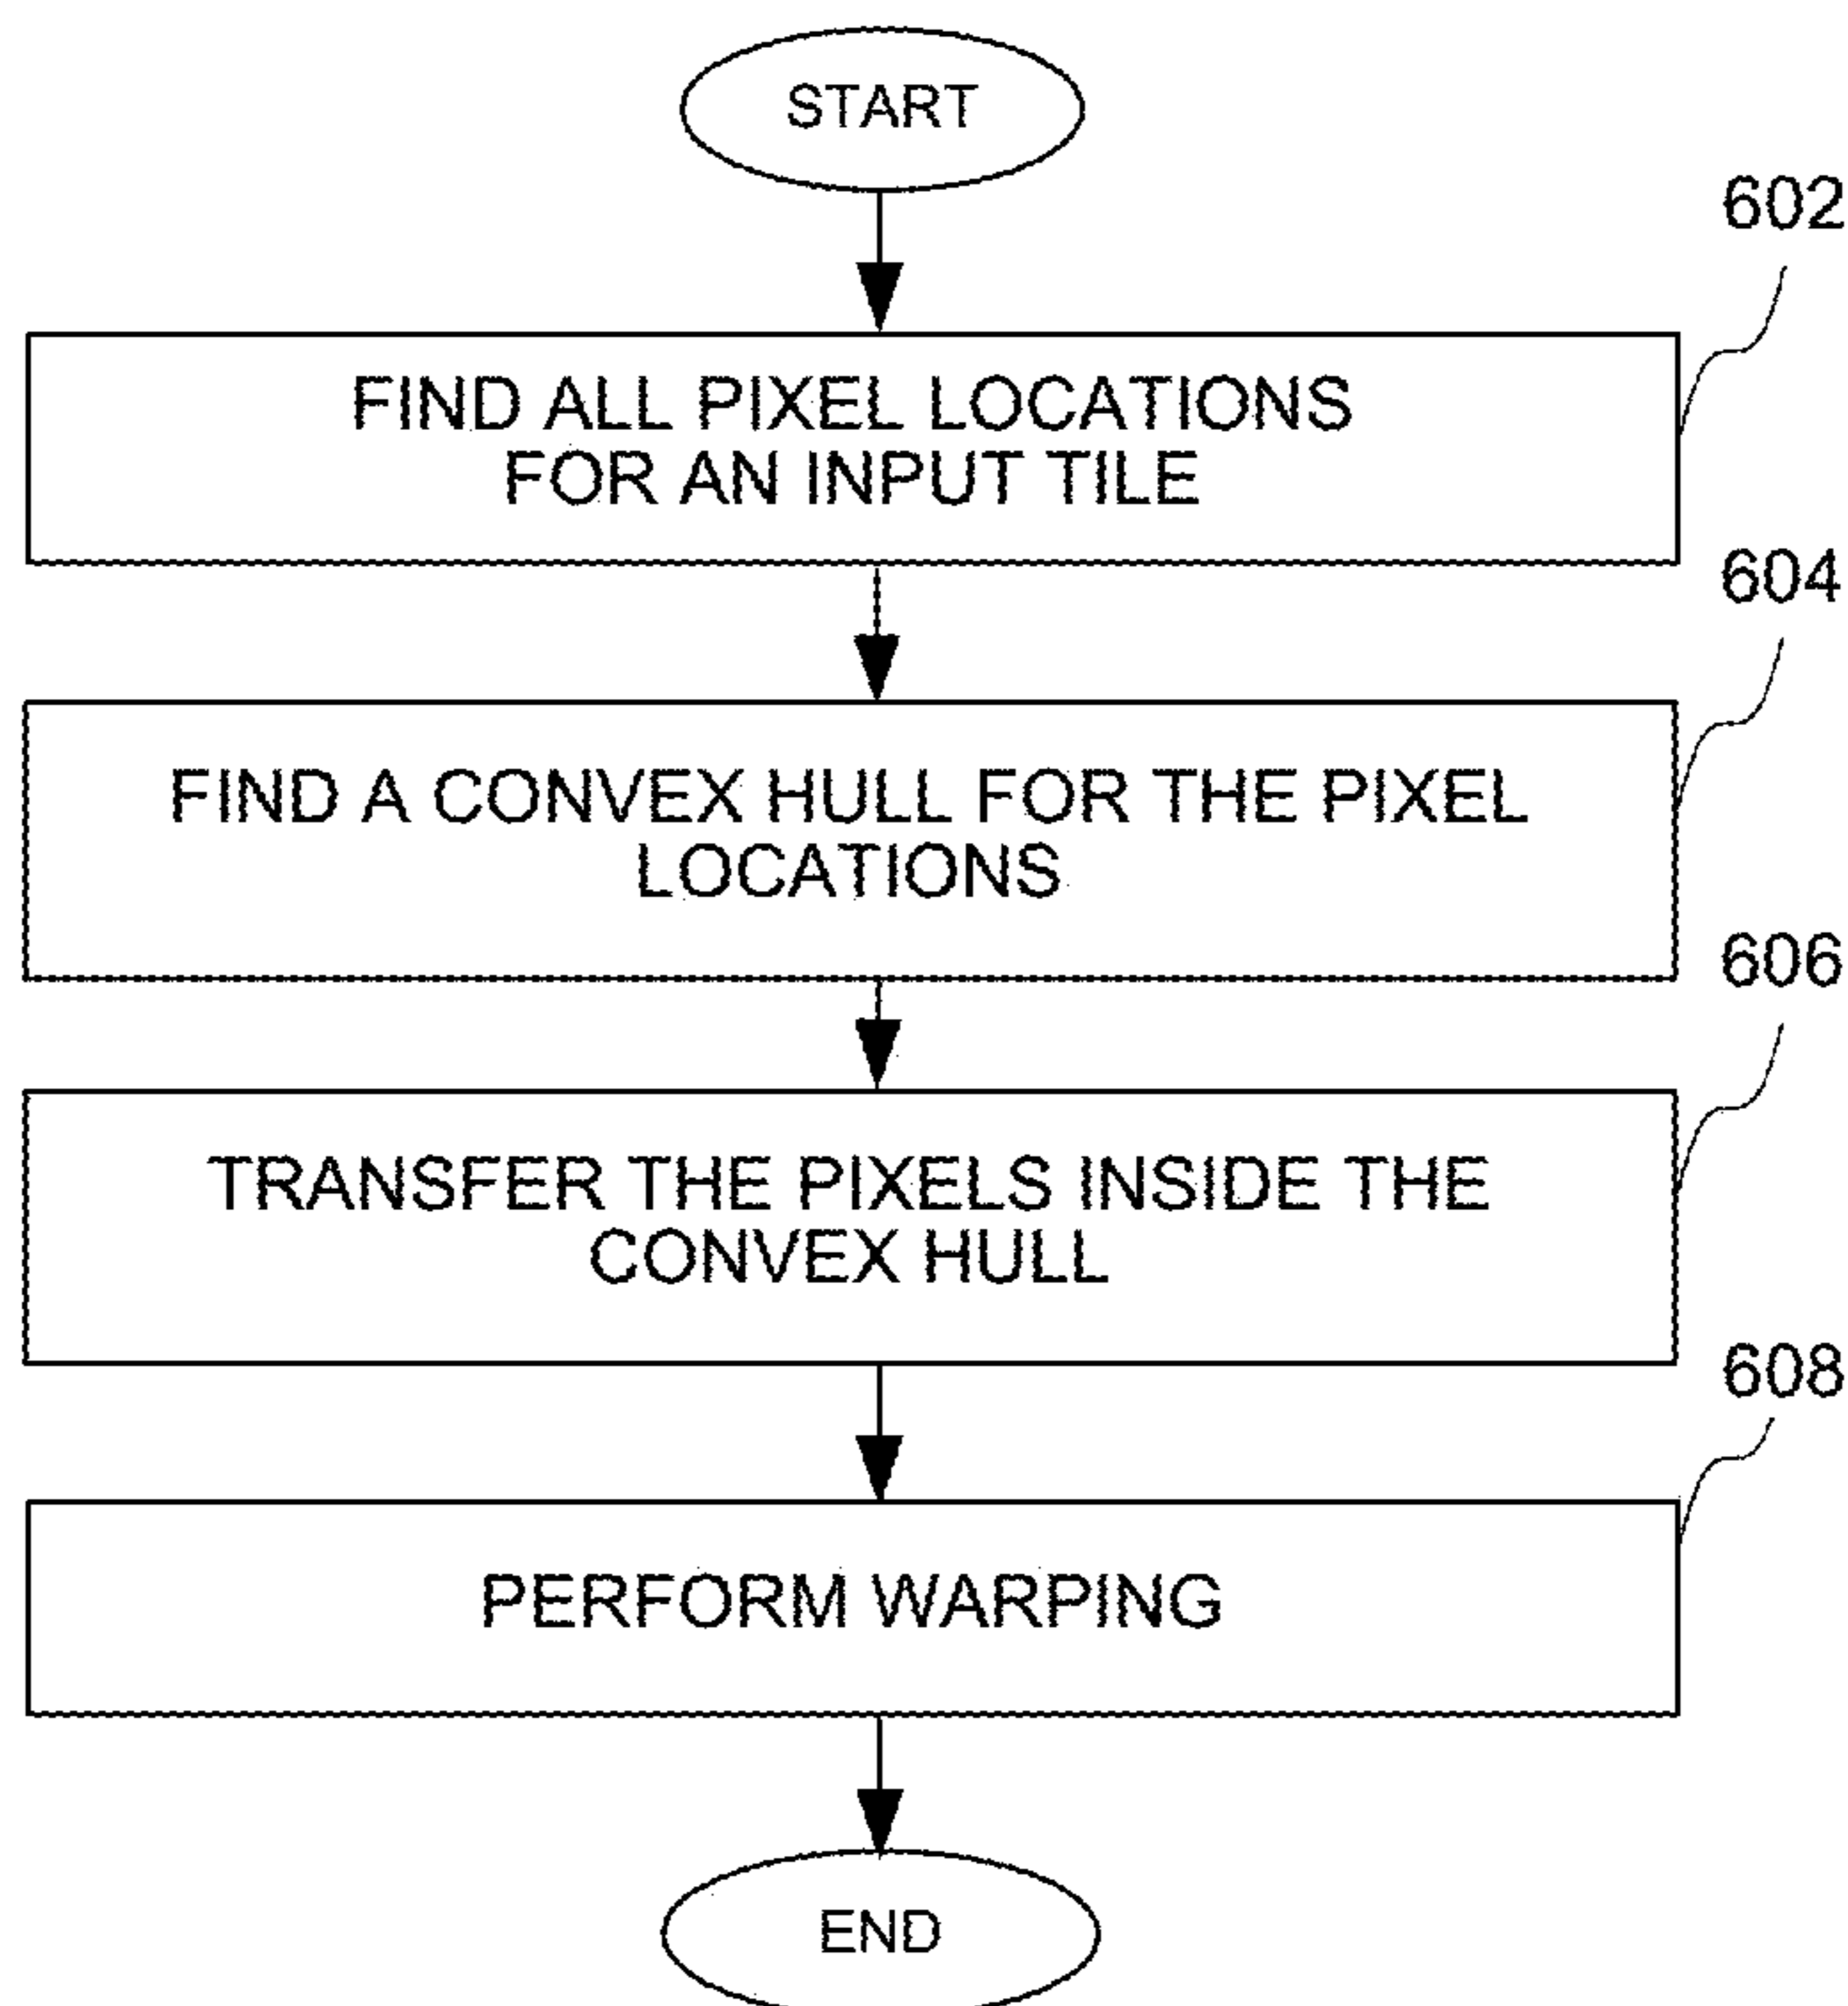 START
602
FIND ALL PIXEL LOCATIONS
FOR AN INPUT TILE
604
FIND A CONVEX HULL FOR THE PIXEL
LOCATIONS
606
TRANSFER THE PIXELS INSIDE THE
CONVEX HULL
608
PERFORM WARPING
END